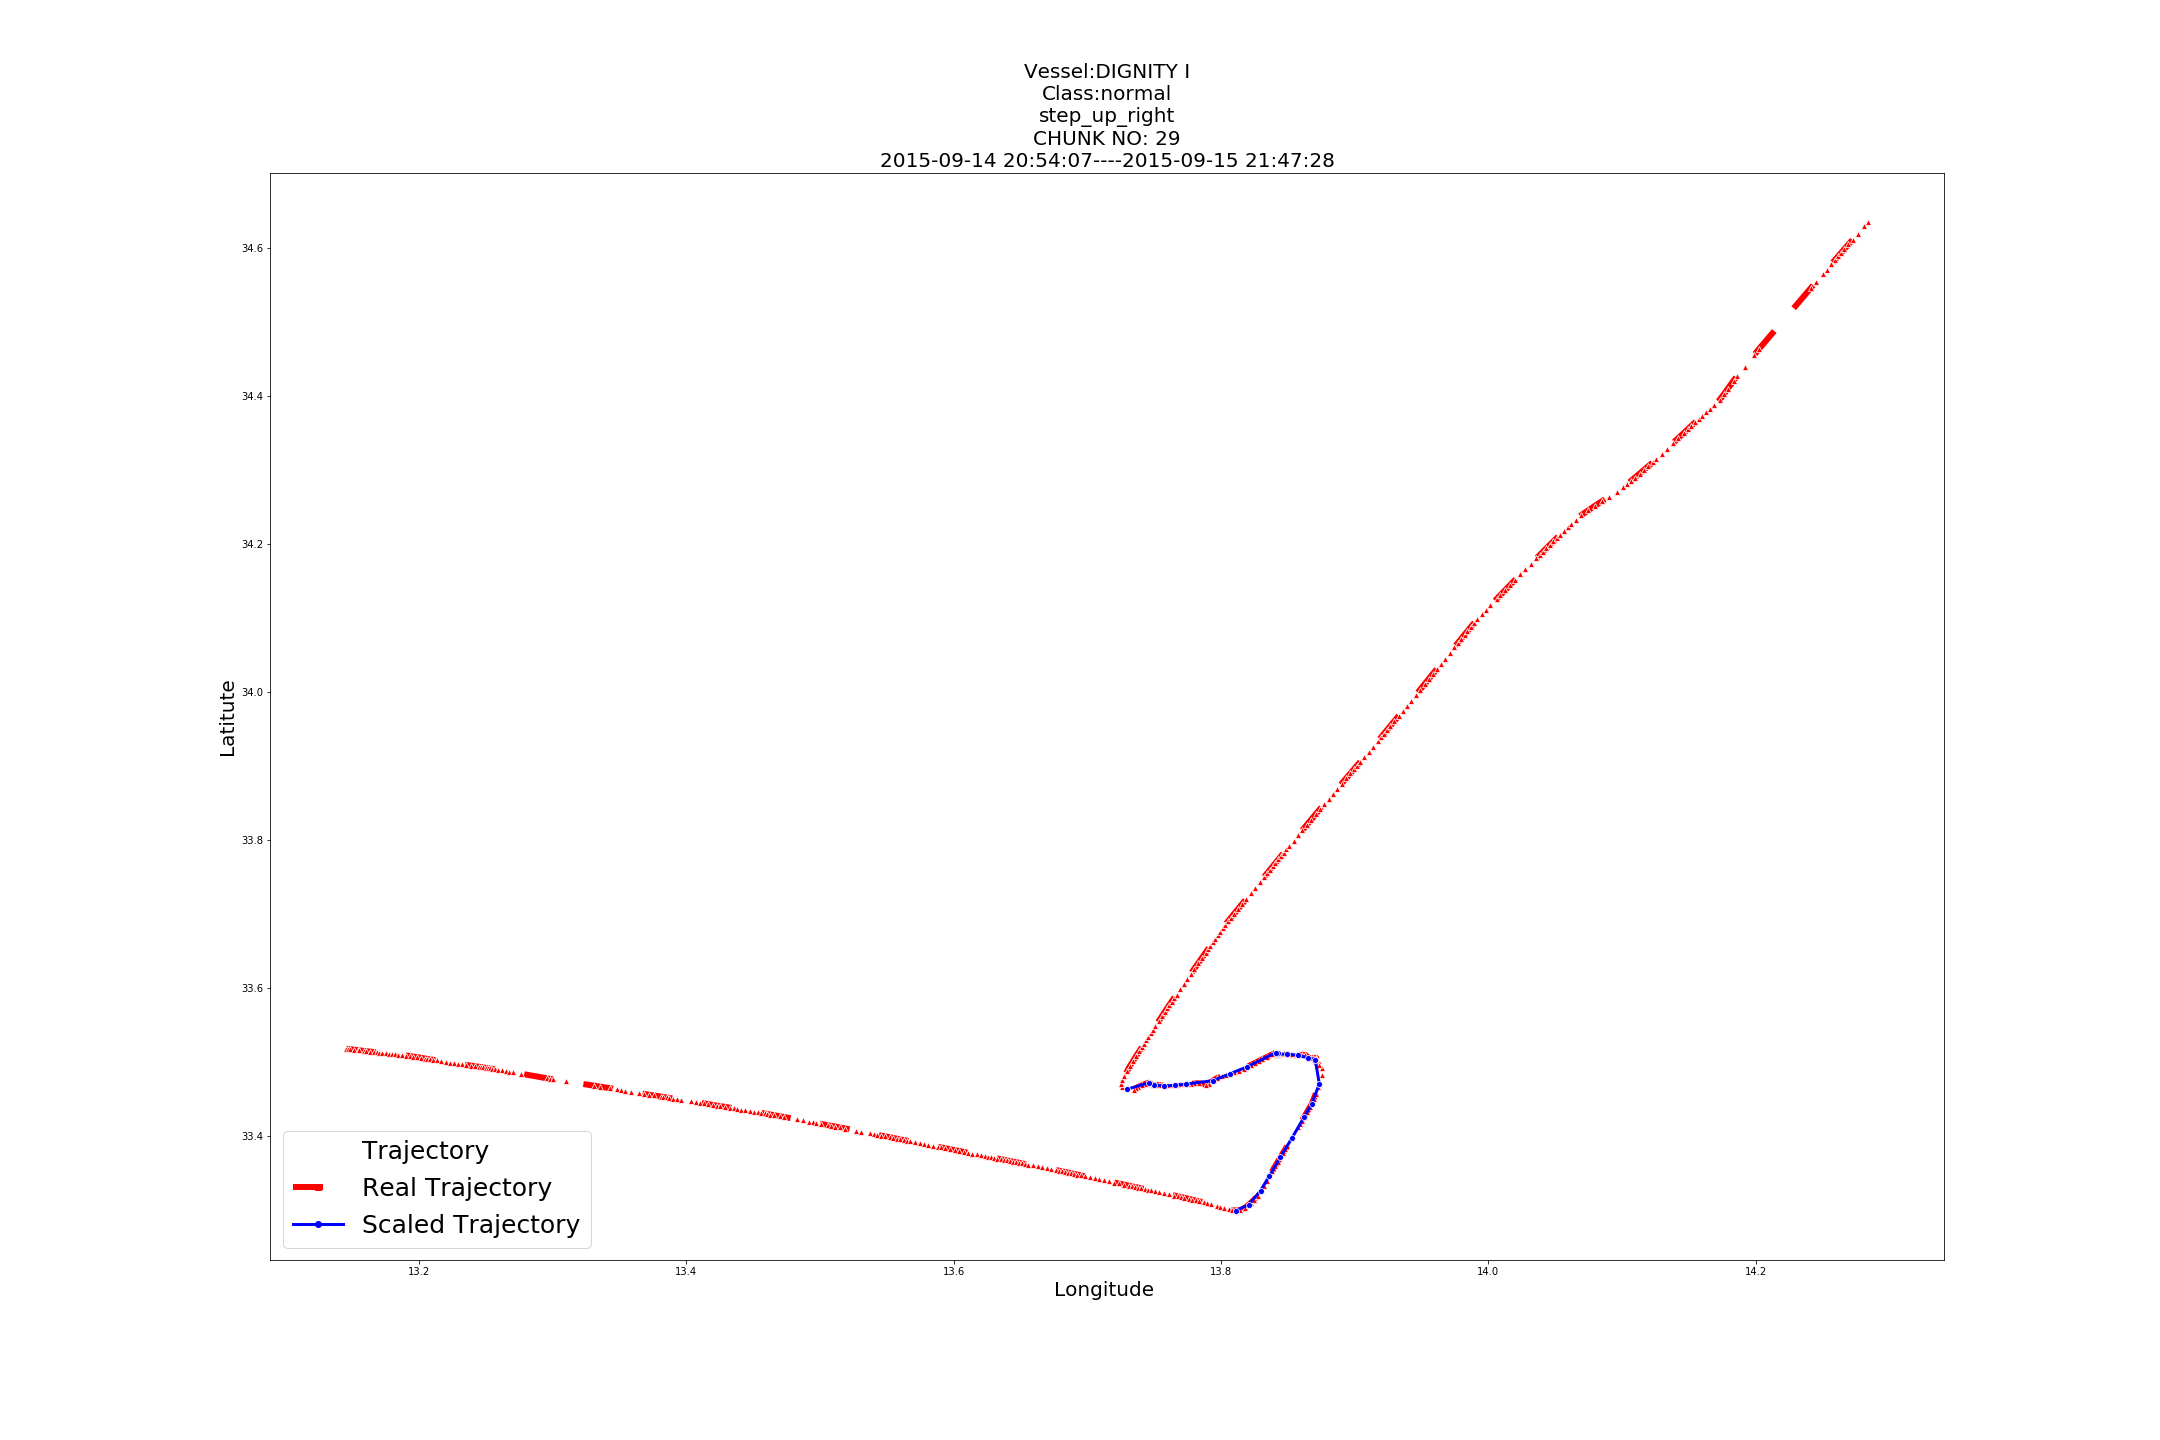 Vessel:DIGNITY I
Class:normal
step_up_right
CHUNK NO: 29
2015-09-14 20:54:07----2015-09-15 21:47:28
34.6
34.4
34.2
34.0
33.8
33.6
33.4
Latitute
Trajectory
Real Trajectory
Scaled Trajectory
13.2
13.4
13.6
13.8
14.0
14.2
Longitude